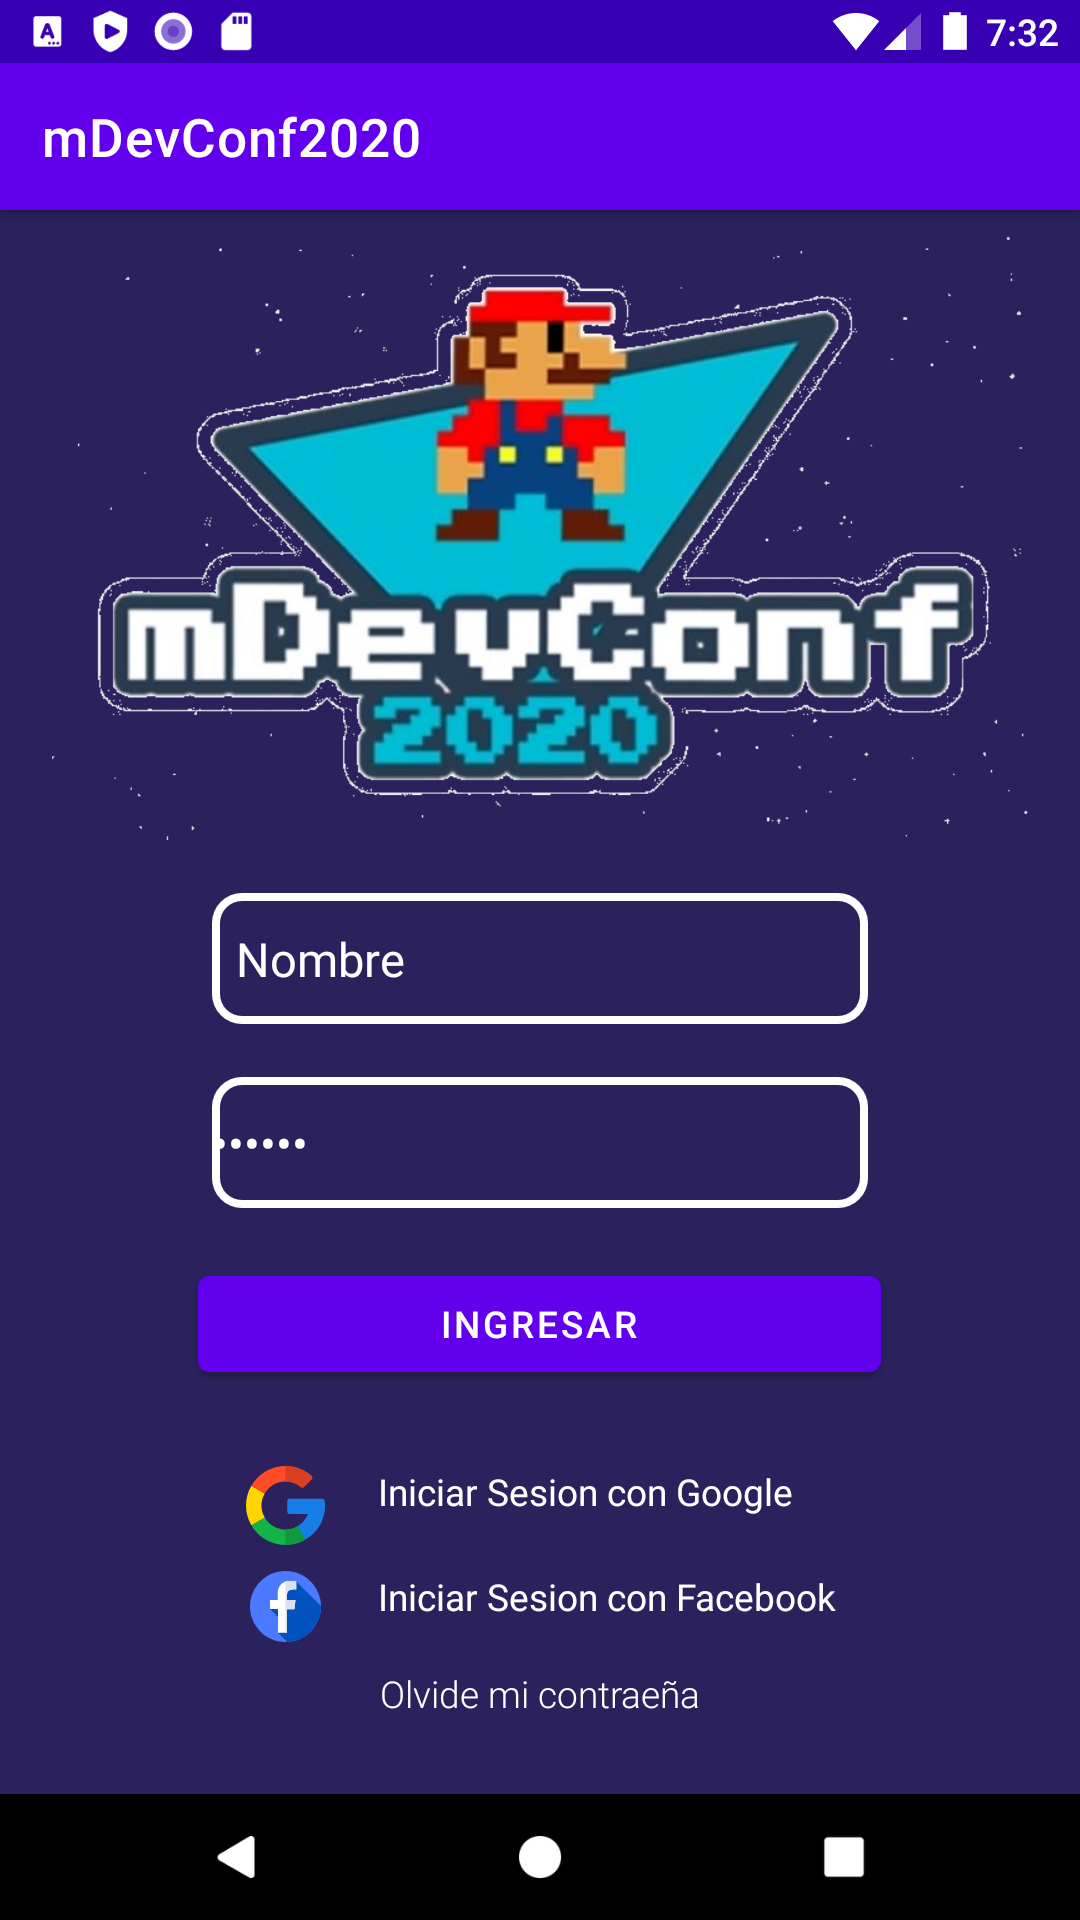 7:32
mDevConf2020
mDevConf
2020
Nombre
••••••
INGRESAR
Iniciar Sesion con Google
Iniciar Sesion con Facebook
Olvide mi contraeña